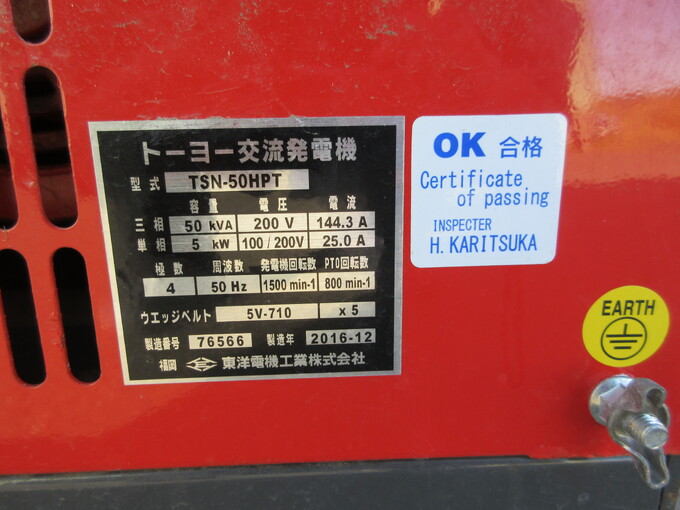 トーヨー交流発電機
型式 TSN-50HPT
容量 電圧 電流
三相 50 kVA 200 V 144.3 A
単相 5 kW 100/200V 25.0 A
極数 周波数 発電機回転数 PTO回転数
4 50 Hz 1500 min-1 800 min-1
ウエッジベルト 5V-710 x 5
製造番号 76566 製造年 2016-12
福岡 東洋電機工業株式会社
OK 合格
Certificate
of passing
INSPECTER
H. KARITSUKA
EARTH